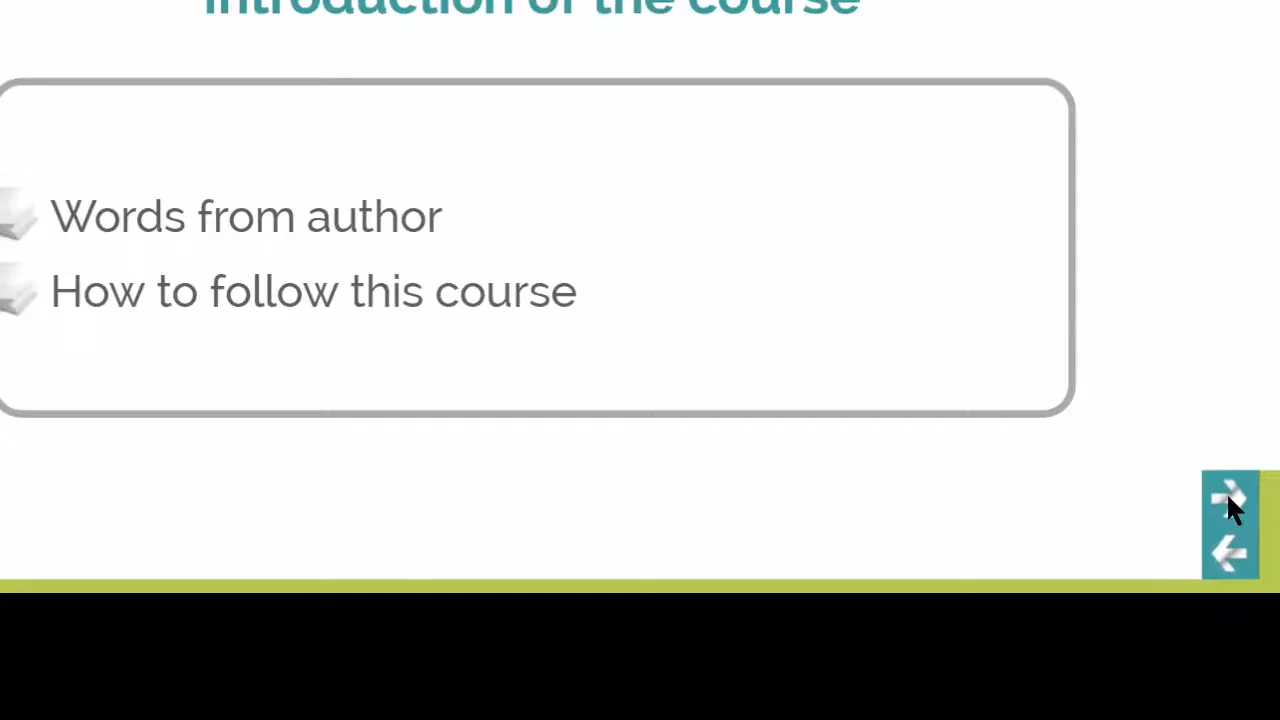 Introduction of the course
Words from author
How to follow this course